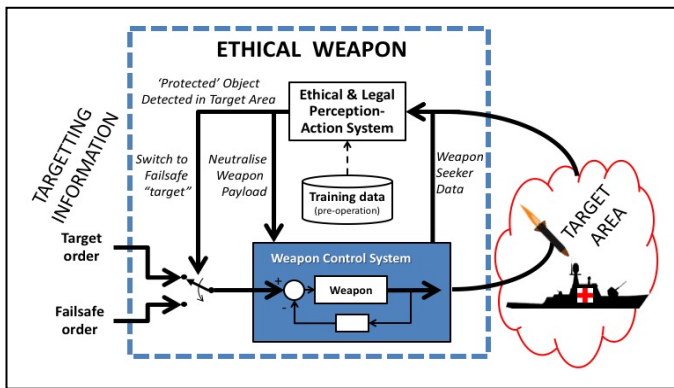 ETHICAL WEAPON
‘Protected’ Object
Detected in Target Area
Ethical & Legal
Perception-
Action System
TARGETTING
INFORMATION
Switch to
Failsafe
“target”
Neutralise
Weapon
Payload
Training data
(pre-operation)
Weapon
Seeker
Data
TARGET
AREA
Target
order
Failsafe
order
Weapon Control System
+
-
Weapon